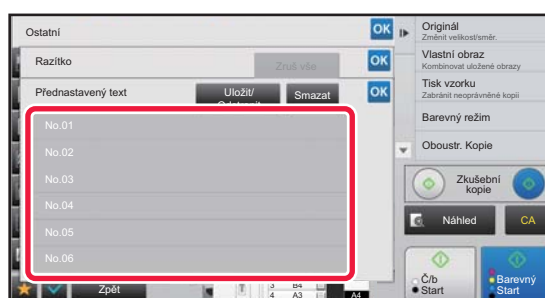 Ostatní
OK
Razítko
Zruš vše
OK
Přednastavený text
Uložit/
Smazat
OK
No.01
No.02
No.03
No.04
No.05
No.06
Zpět
3 B4
4 A3
A4
Originál
Změnit velikost/směr.
Vlastní obraz
Kombinovat uložené obrazy
Tisk vzorku
Zabránit neoprávněné kopii
Barevný režim
Oboustr. Kopie
Zkušební
kopie
Náhled
CA
Č/b
Start
Barevný
Start